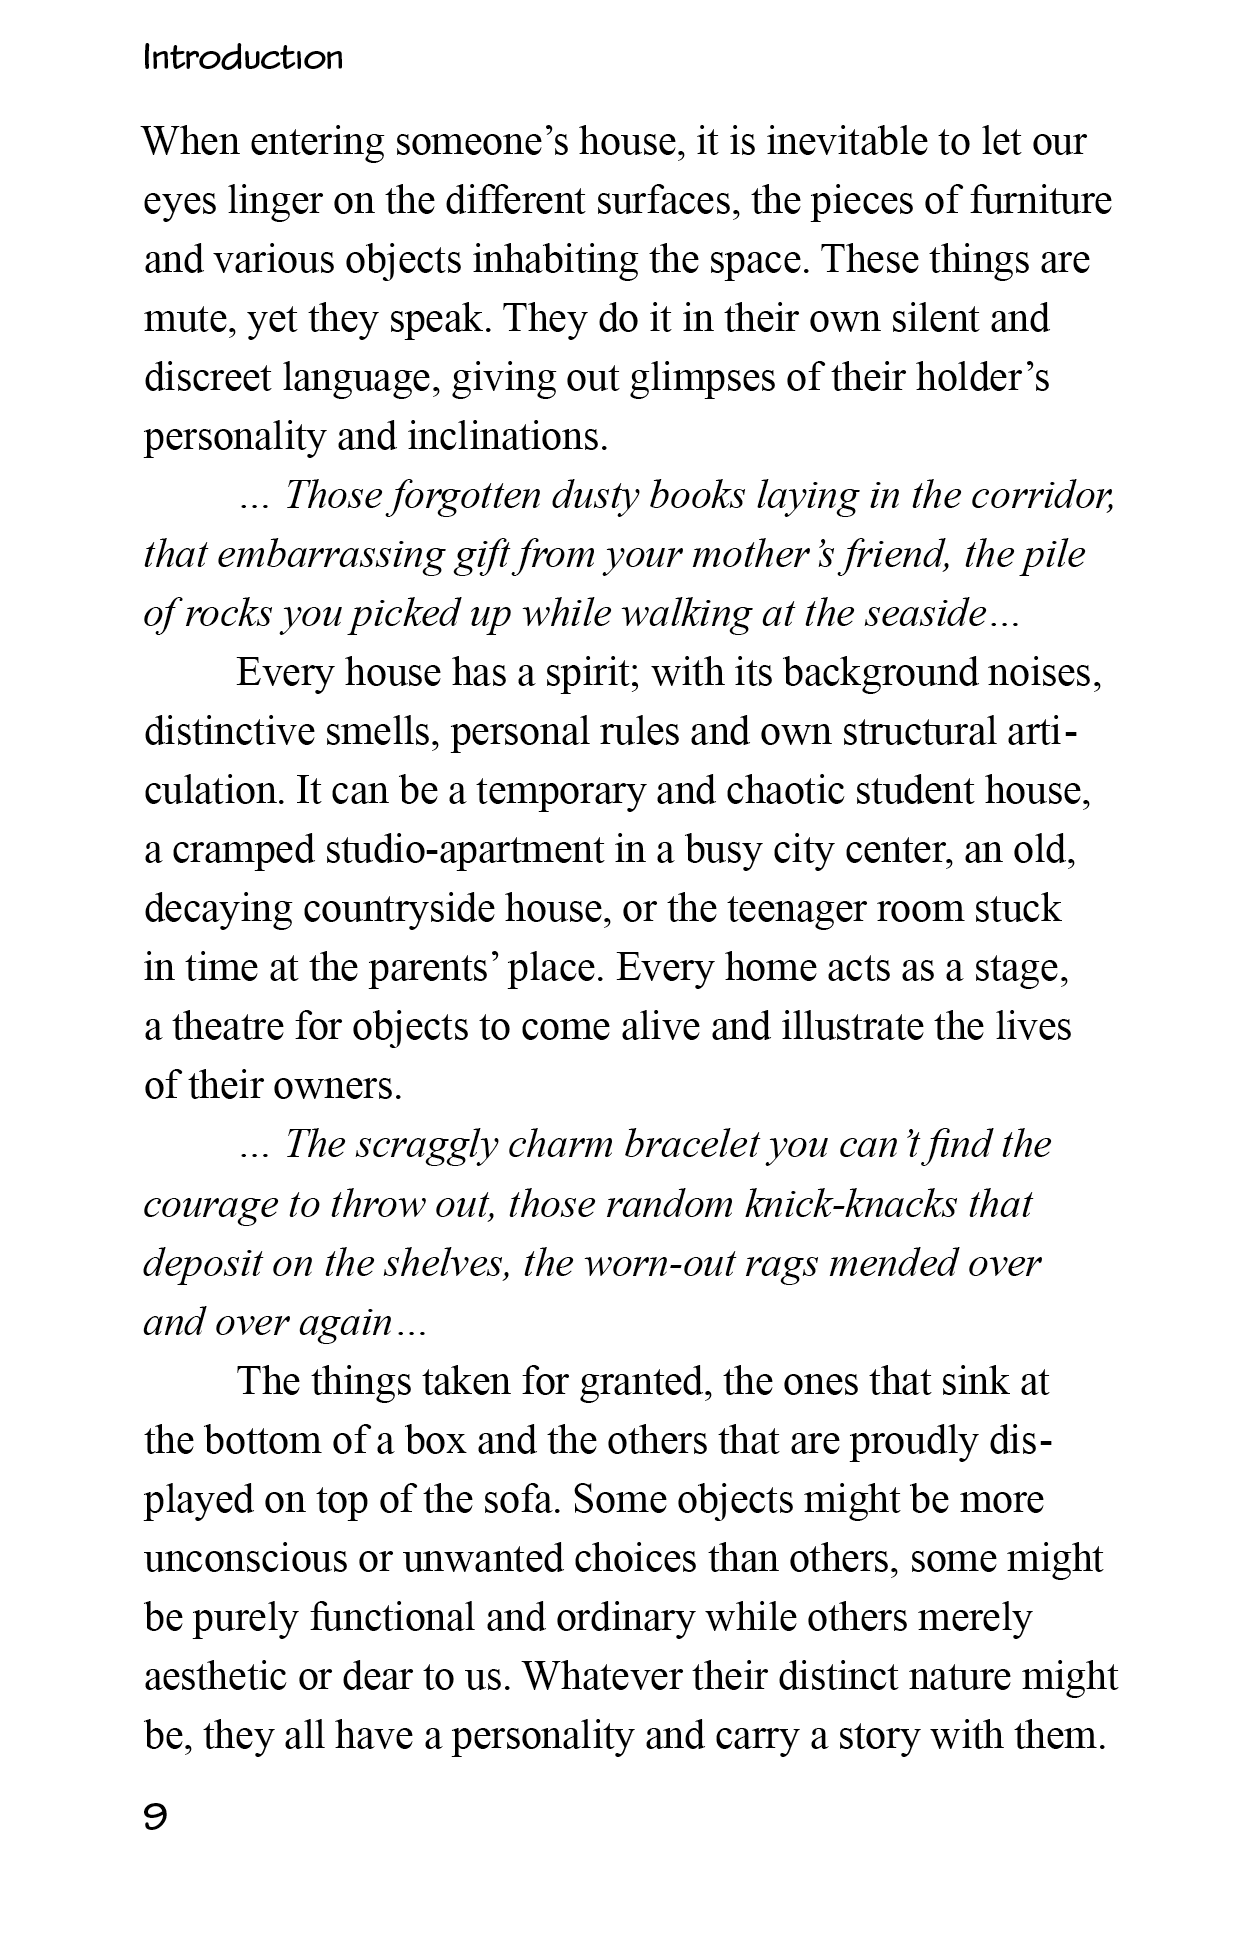 Introduction
When entering someone’s house, it is inevitable to let our
eyes linger on the different surfaces, the pieces of furniture
and various objects inhabiting the space. These things are
mute, yet they speak. They do it in their own silent and
discreet language, giving out glimpses of their holder’s
personality and inclinations.
… Those forgotten dusty books laying in the corridor,
that embarrassing gift from your mother’s friend, the pile
of rocks you picked up while walking at the seaside…
Every house has a spirit; with its background noises,
distinctive smells, personal rules and own structural arti-
culation. It can be a temporary and chaotic student house,
a cramped studio-apartment in a busy city center, an old,
decaying countryside house, or the teenager room stuck
in time at the parents’ place. Every home acts as a stage,
a theatre for objects to come alive and illustrate the lives
of their owners.
… The scraggly charm bracelet you can’t find the
courage to throw out, those random knick-knacks that
deposit on the shelves, the worn-out rags mended over
and over again…
The things taken for granted, the ones that sink at
the bottom of a box and the others that are proudly dis-
played on top of the sofa. Some objects might be more
unconscious or unwanted choices than others, some might
be purely functional and ordinary while others merely
aesthetic or dear to us. Whatever their distinct nature might
be, they all have a personality and carry a story with them.
9